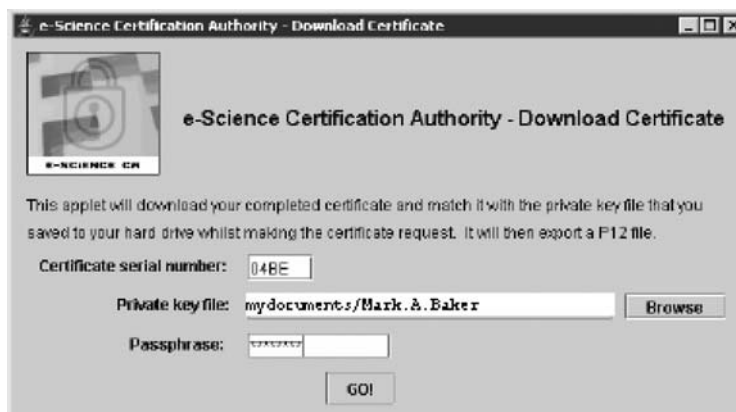 e-Science Certification Authority - Download Certificate
e-SCIENCE CA
e-Science Certification Authority - Download Certificate
This applet will download your completed certificate and match it with the private key file that you
saved to your hard drive whilst making the certificate request. It will then export a P12 file.
Certificate serial number: 04BE
Private key file: mydocuments/Mark.A.Baker Browse
Passphrase: *******
GO!